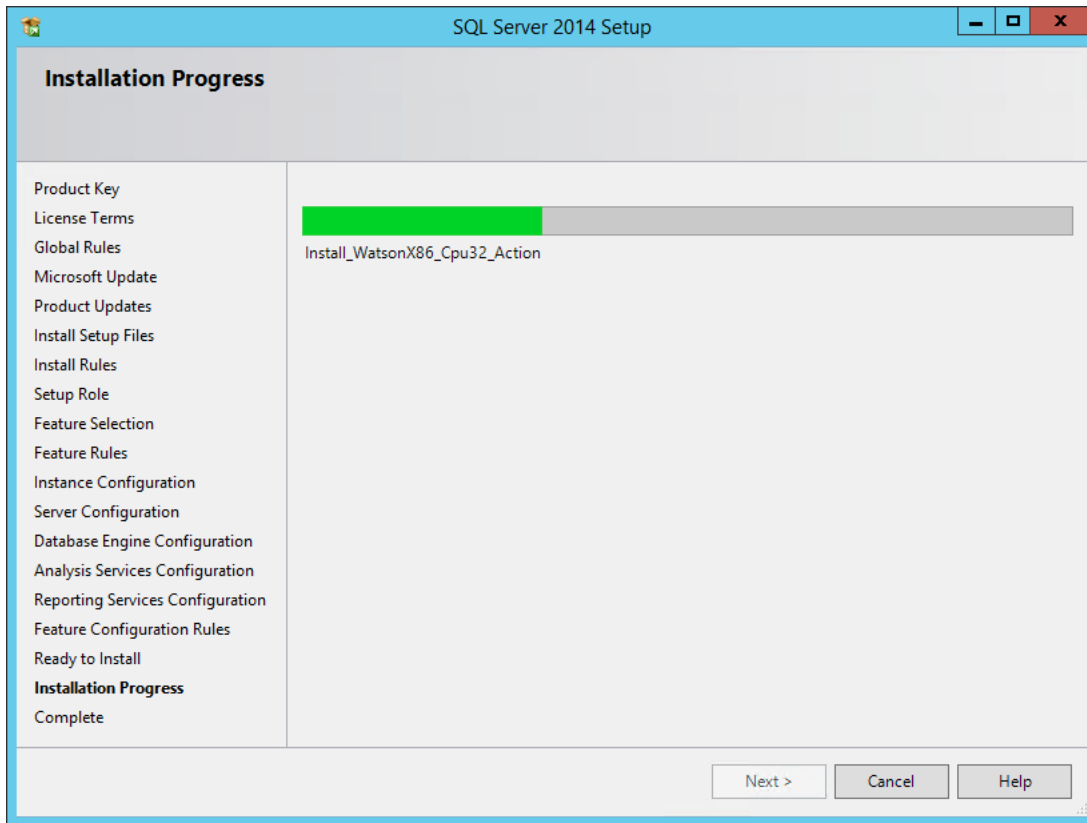 SQL Server 2014 Setup
Installation Progress
Product Key
License Terms
Global Rules
Microsoft Update
Product Updates
Install Setup Files
Install Rules
Setup Role
Feature Selection
Feature Rules
Instance Configuration
Server Configuration
Database Engine Configuration
Analysis Services Configuration
Reporting Services Configuration
Feature Configuration Rules
Ready to Install
Installation Progress
Complete
Install_WatsonX86_Cpu32_Action
Next > Cancel Help